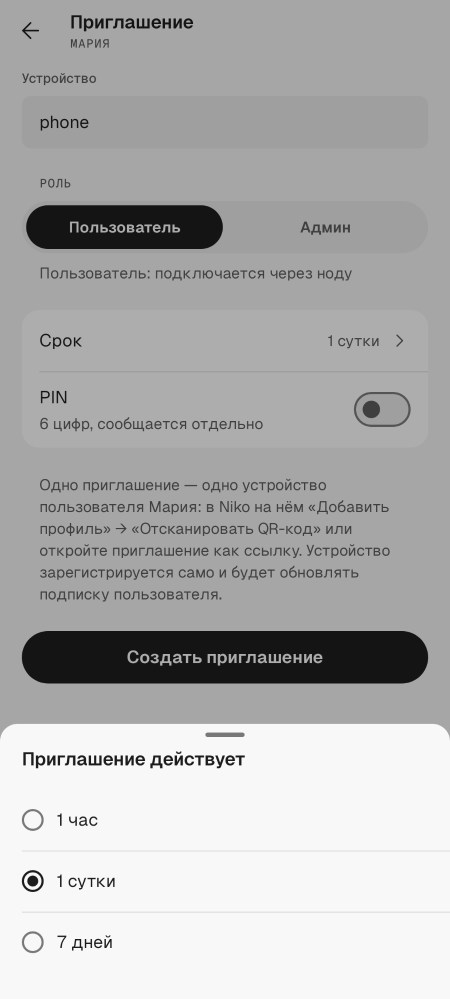 Приглашение
МАРИЯ
Устройство
phone
РОЛЬ
Пользователь
Админ
Пользователь: подключается через ноду
Срок
1 сутки
PIN
6 цифр, сообщается отдельно
Одно приглашение — одно устройство
пользователя Мария: в Niko на нём «Добавить
профиль» → «Отсканировать QR-код» или
откройте приглашение как ссылку. Устройство
зарегистрируется само и будет обновлять
подписку пользователя.
Создать приглашение
Приглашение действует
1 час
1 сутки
7 дней